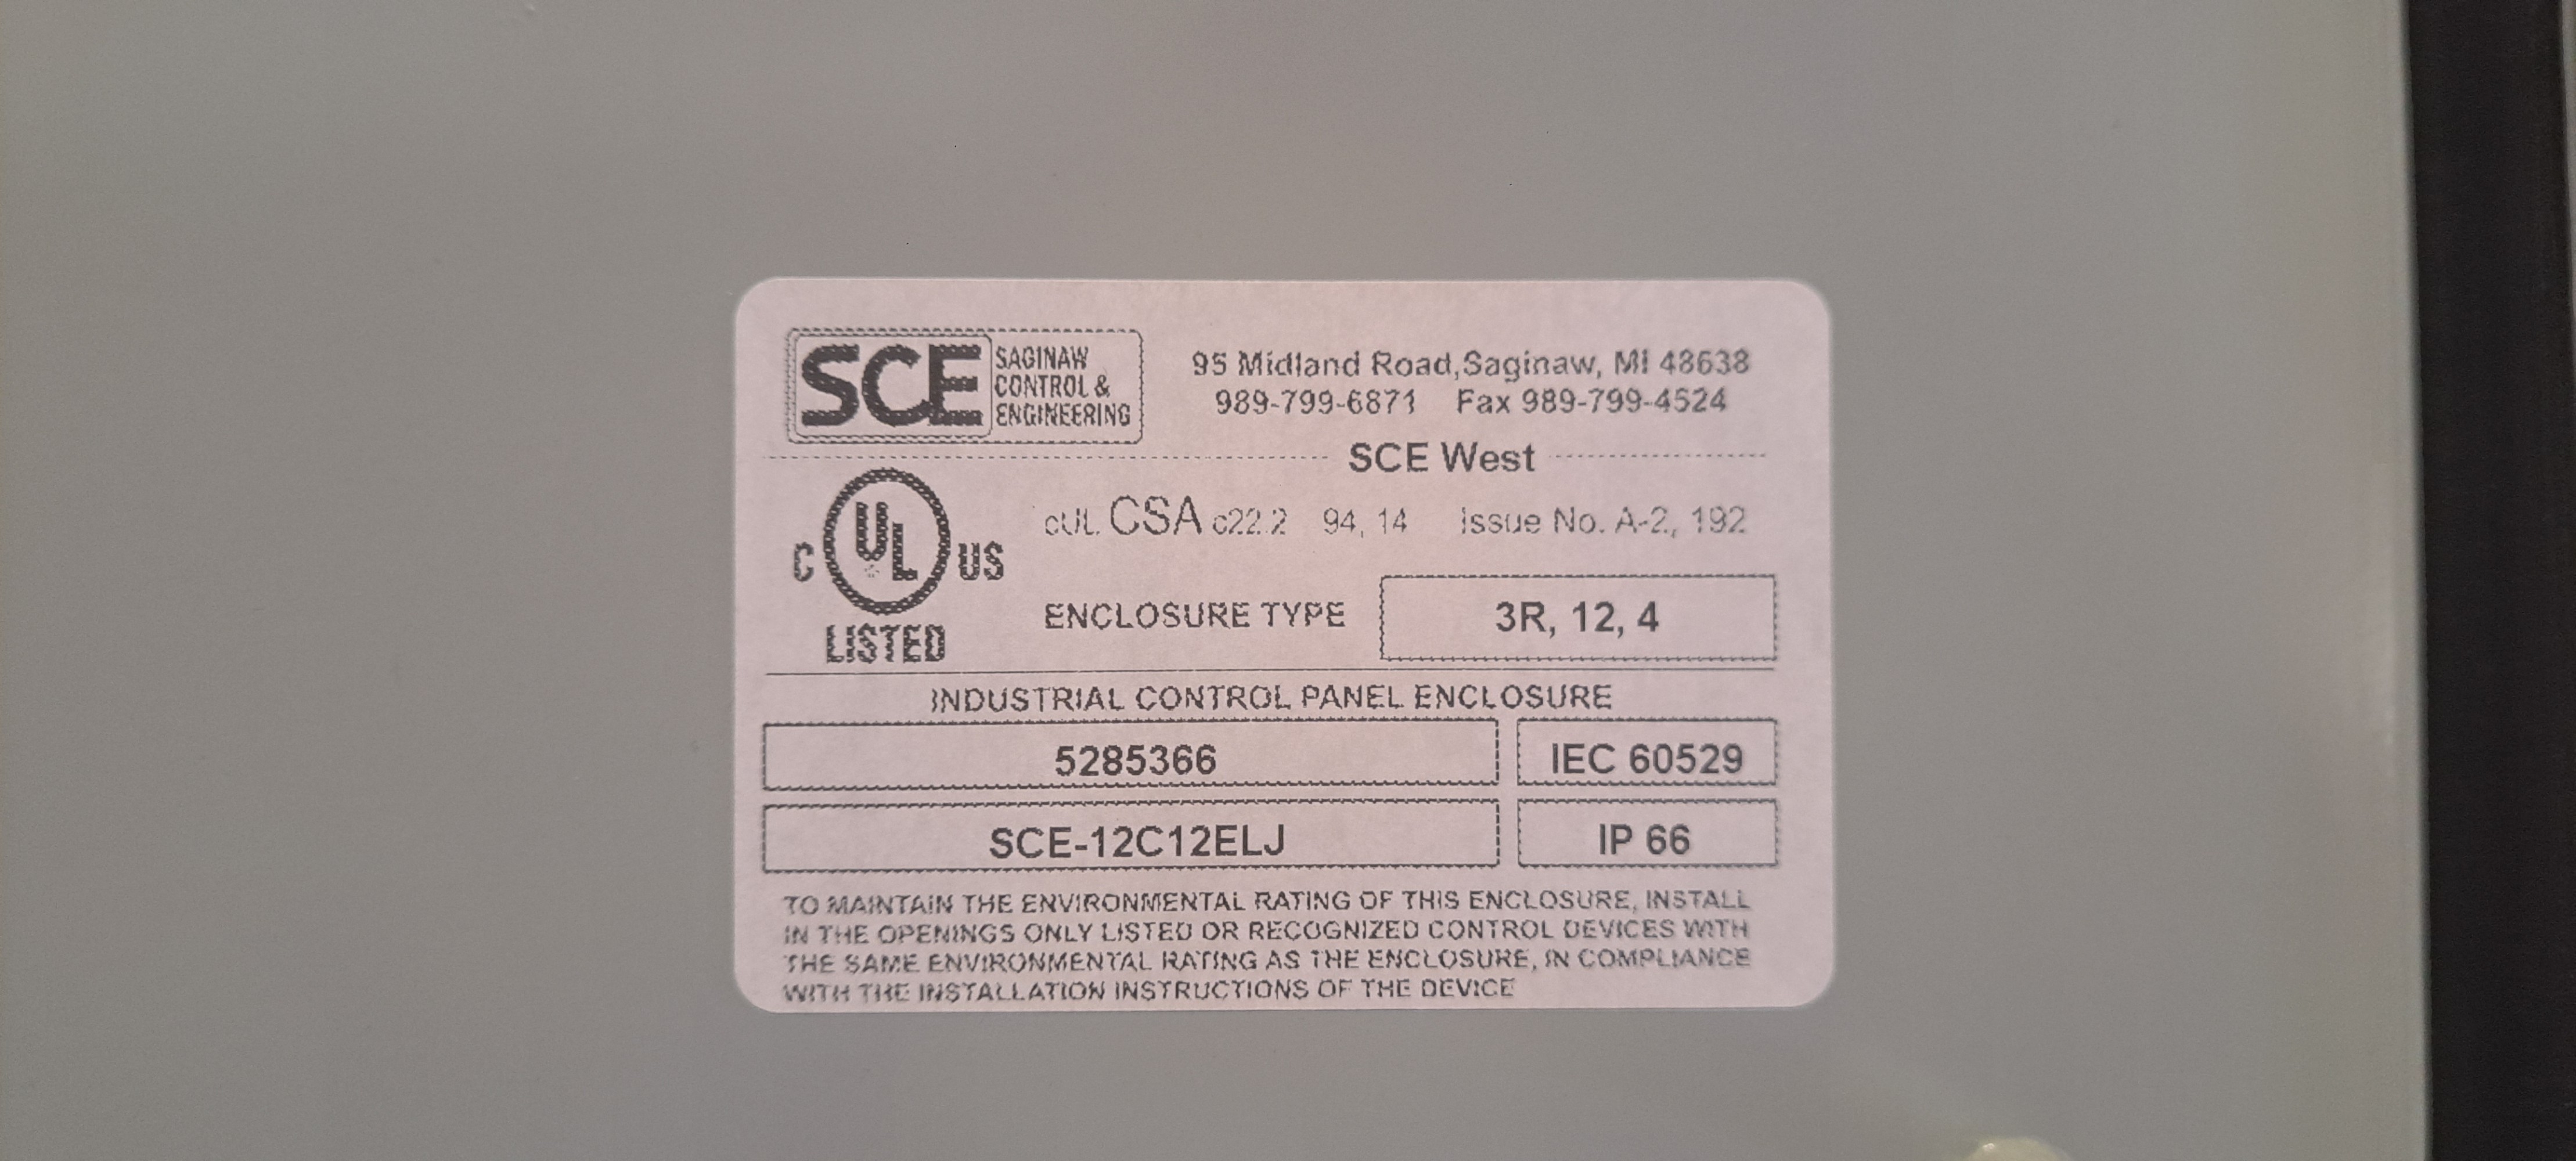 SCE
SAGINAW
CONTROL &
ENGINEERING
95 Midland Road,Saginaw, MI 48638
989-799-6871 Fax 989-799-4524
SCE West
C UL US
LISTED
cUL CSA c22.2 94, 14 Issue No. A-2, 192
ENCLOSURE TYPE 3R, 12, 4
INDUSTRIAL CONTROL PANEL ENCLOSURE
5285366 IEC 60529
SCE-12C12ELJ IP 66
TO MAINTAIN THE ENVIRONMENTAL RATING OF THIS ENCLOSURE, INSTALL
IN THE OPENINGS ONLY LISTED OR RECOGNIZED CONTROL DEVICES WITH
THE SAME ENVIRONMENTAL RATING AS THE ENCLOSURE, IN COMPLIANCE
WITH THE INSTALLATION INSTRUCTIONS OF THE DEVICE